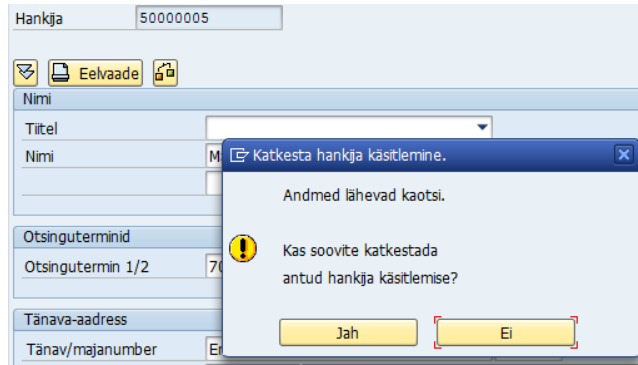 Hankija 50000005
Eelvaade
Nimi
Tiitel
Nimi
Katkesta hankija käsitlemine.
Andmed lähevad kaotsi.
Kas soovite katkestada
antud hankija käsitlemise?
Jah Ei
Otsinguterminid
Otsingutermin 1/2
Tänava-aadress
Tänav/majanumber